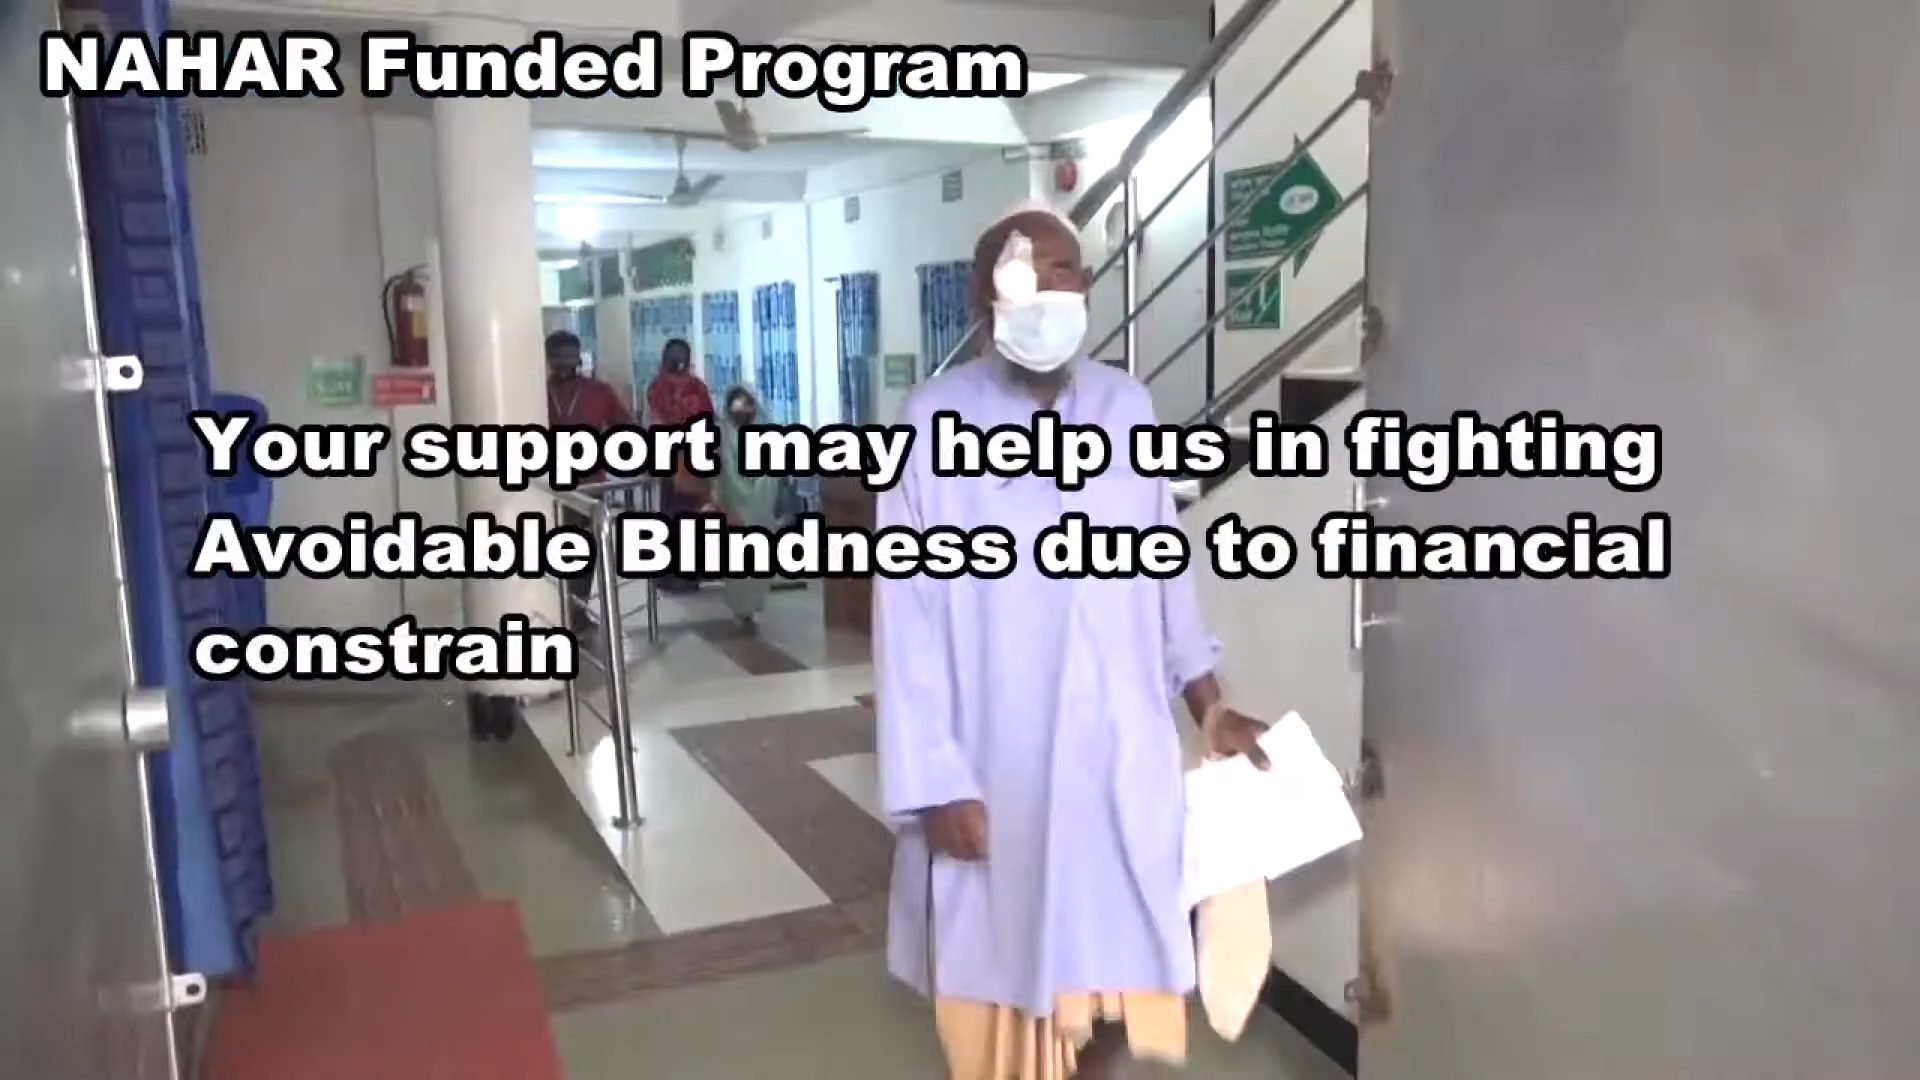 NAHAR Funded Program
Your support may help us in fighting
Avoidable Blindness due to financial
constrain